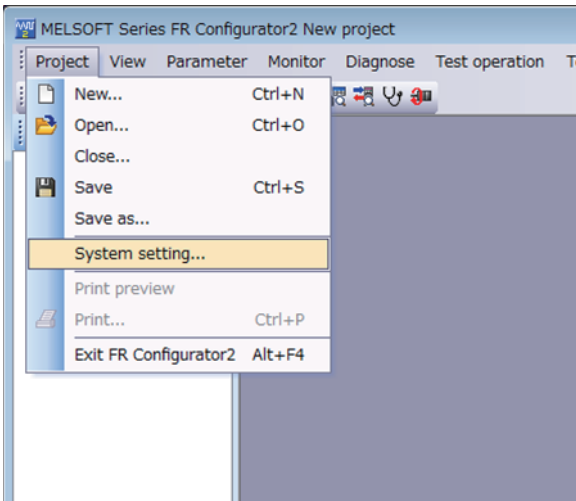 MELSOFT Series FR Configurator2 New project
Project View Parameter Monitor Diagnose Test operation
New... Ctrl+N
Open... Ctrl+O
Close...
Save Ctrl+S
Save as...
System setting...
Print preview
Print... Ctrl+P
Exit FR Configurator2 Alt+F4